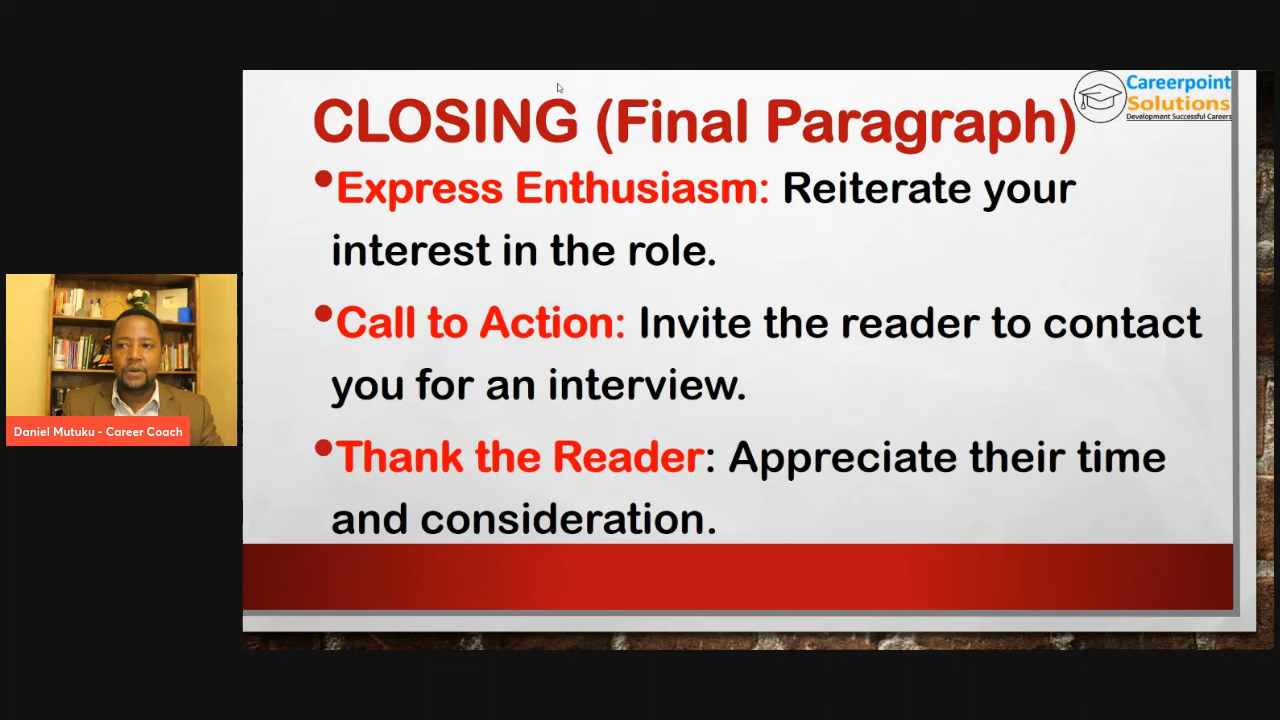 CLOSING (Final Paragraph)
Careerpoint
Solutions
Development Successful Careers
•Express Enthusiasm: Reiterate your
interest in the role.
•Call to Action: Invite the reader to contact
you for an interview.
•Thank the Reader: Appreciate their time
and consideration.
Daniel Mutuku - Career Coach